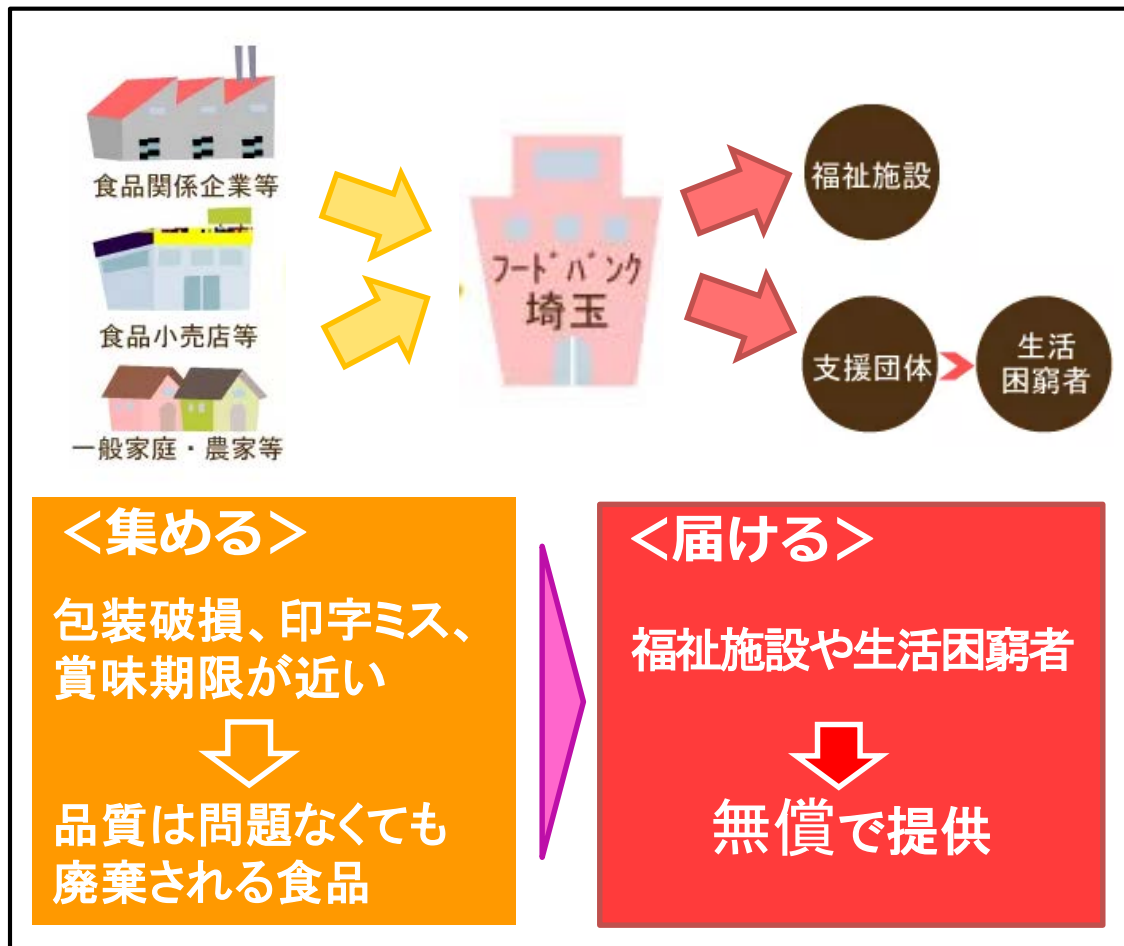 食品関係企業等
食品小売店等
一般家庭・農家等
フードバンク
埼玉
福祉施設
支援団体
生活
困窮者
＜集める＞
包装破損、印字ミス、
賞味期限が近い
品質は問題なくても
廃棄される食品
＜届ける＞
福祉施設や生活困窮者
無償で提供